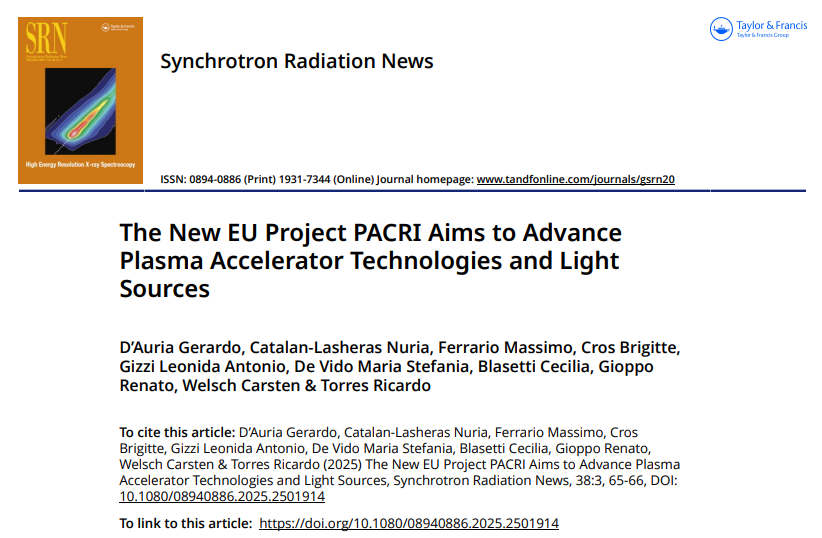 SRN
High Energy Resolution X-ray Spectroscopy
Taylor & Francis
Taylor & Francis Group
Synchrotron Radiation News
ISSN: 0894-0886 (Print) 1931-7344 (Online) Journal homepage: www.tandfonline.com/journals/gsrn20
The New EU Project PACRI Aims to Advance
Plasma Accelerator Technologies and Light
Sources
D’Auria Gerardo, Catalan-Lasheras Nuria, Ferrario Massimo, Cros Brigitte,
Gizzi Leonida Antonio, De Vido Maria Stefania, Blasetti Cecilia, Gioppo
Renato, Welsch Carsten & Torres Ricardo
To cite this article: D’Auria Gerardo, Catalan-Lasheras Nuria, Ferrario Massimo, Cros
Brigitte, Gizzi Leonida Antonio, De Vido Maria Stefania, Blasetti Cecilia, Gioppo Renato,
Welsch Carsten & Torres Ricardo (2025) The New EU Project PACRI Aims to Advance Plasma
Accelerator Technologies and Light Sources, Synchrotron Radiation News, 38:3, 65-66, DOI:
10.1080/08940886.2025.2501914
To link to this article: https://doi.org/10.1080/08940886.2025.2501914